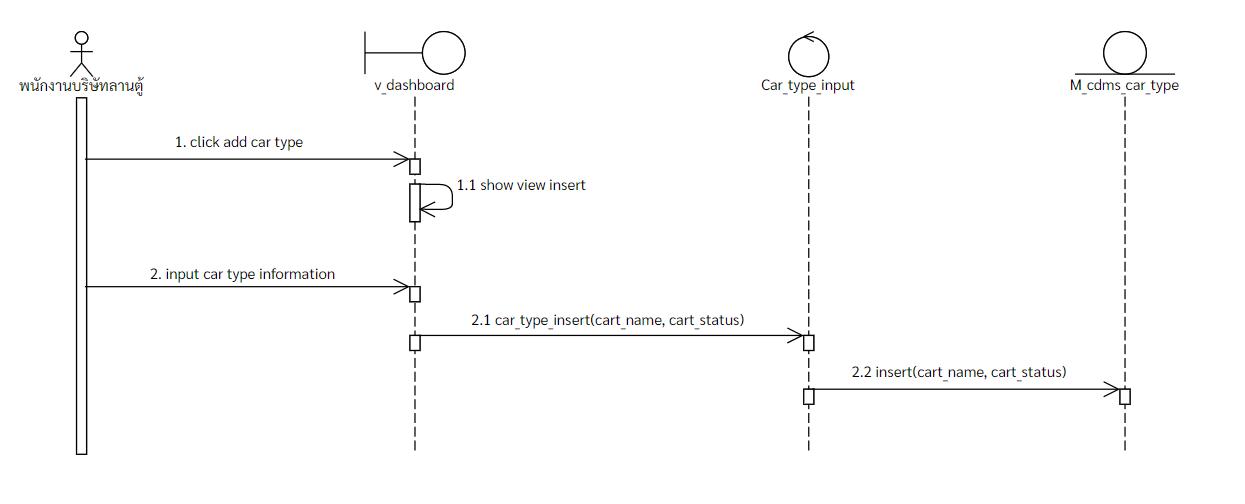 พนักงานบริษัทลานตู้
v_dashboard
Car_type_input
M_cdms_car_type
1. click add car type
1.1 show view insert
2. input car type information
2.1 car_type_insert(cart_name, cart_status)
2.2 insert(cart_name, cart_status)